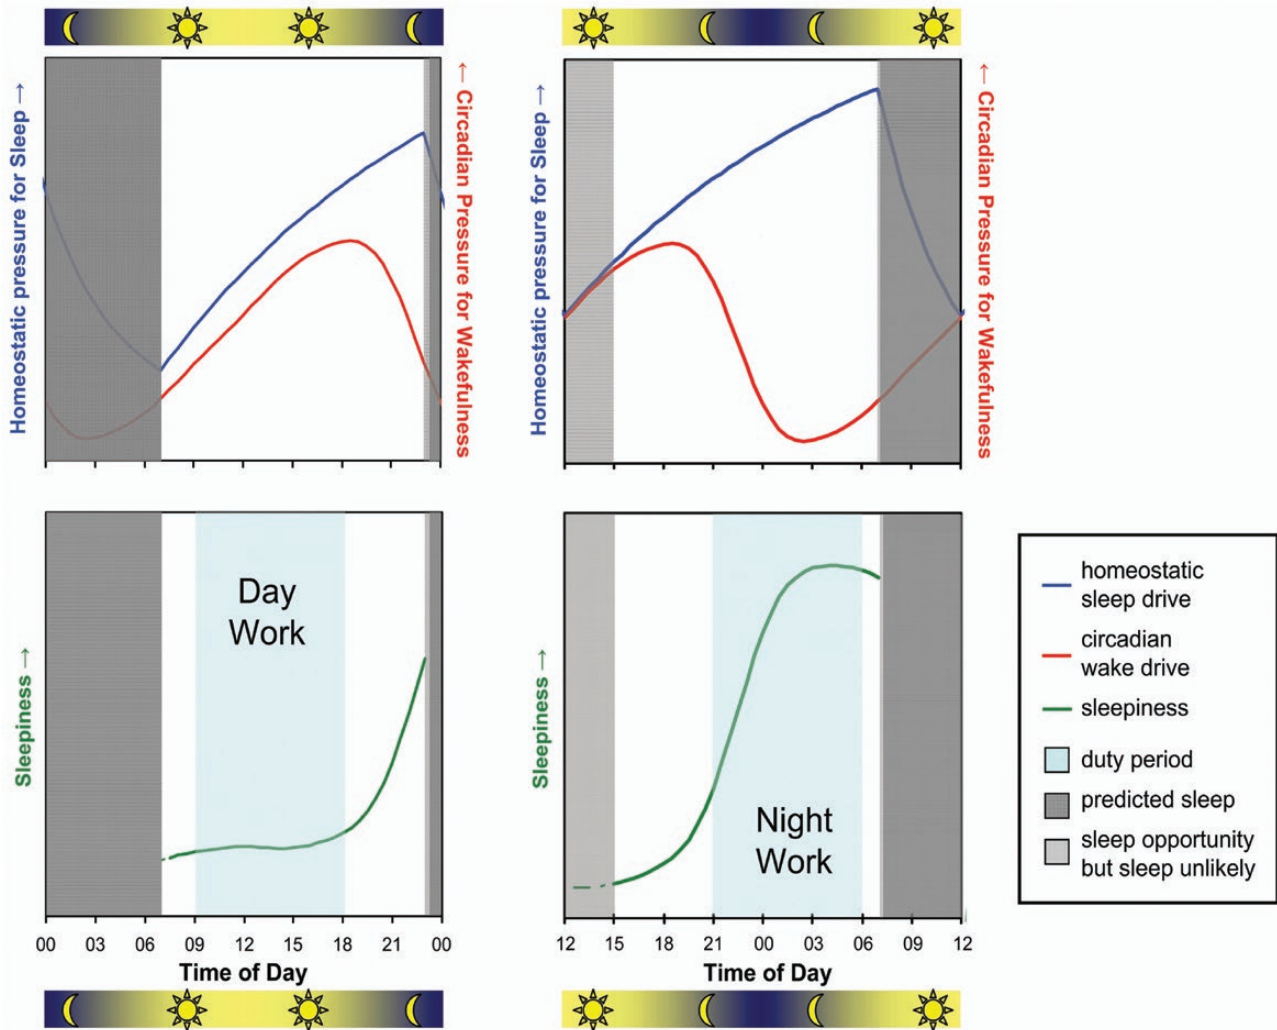 Homeostatic pressure for Sleep →
← Circadian Pressure for Wakefulness
Homeostatic pressure for Sleep →
← Circadian Pressure for Wakefulness
Sleepiness →
Day
Work
00 03 06 09 12 15 18 21 00
Time of Day
Sleepiness →
Night
Work
12 15 18 21 00 03 06 09 12
Time of Day
homeostatic
sleep drive
circadian
wake drive
sleepiness
duty period
predicted sleep
sleep opportunity
but sleep unlikely